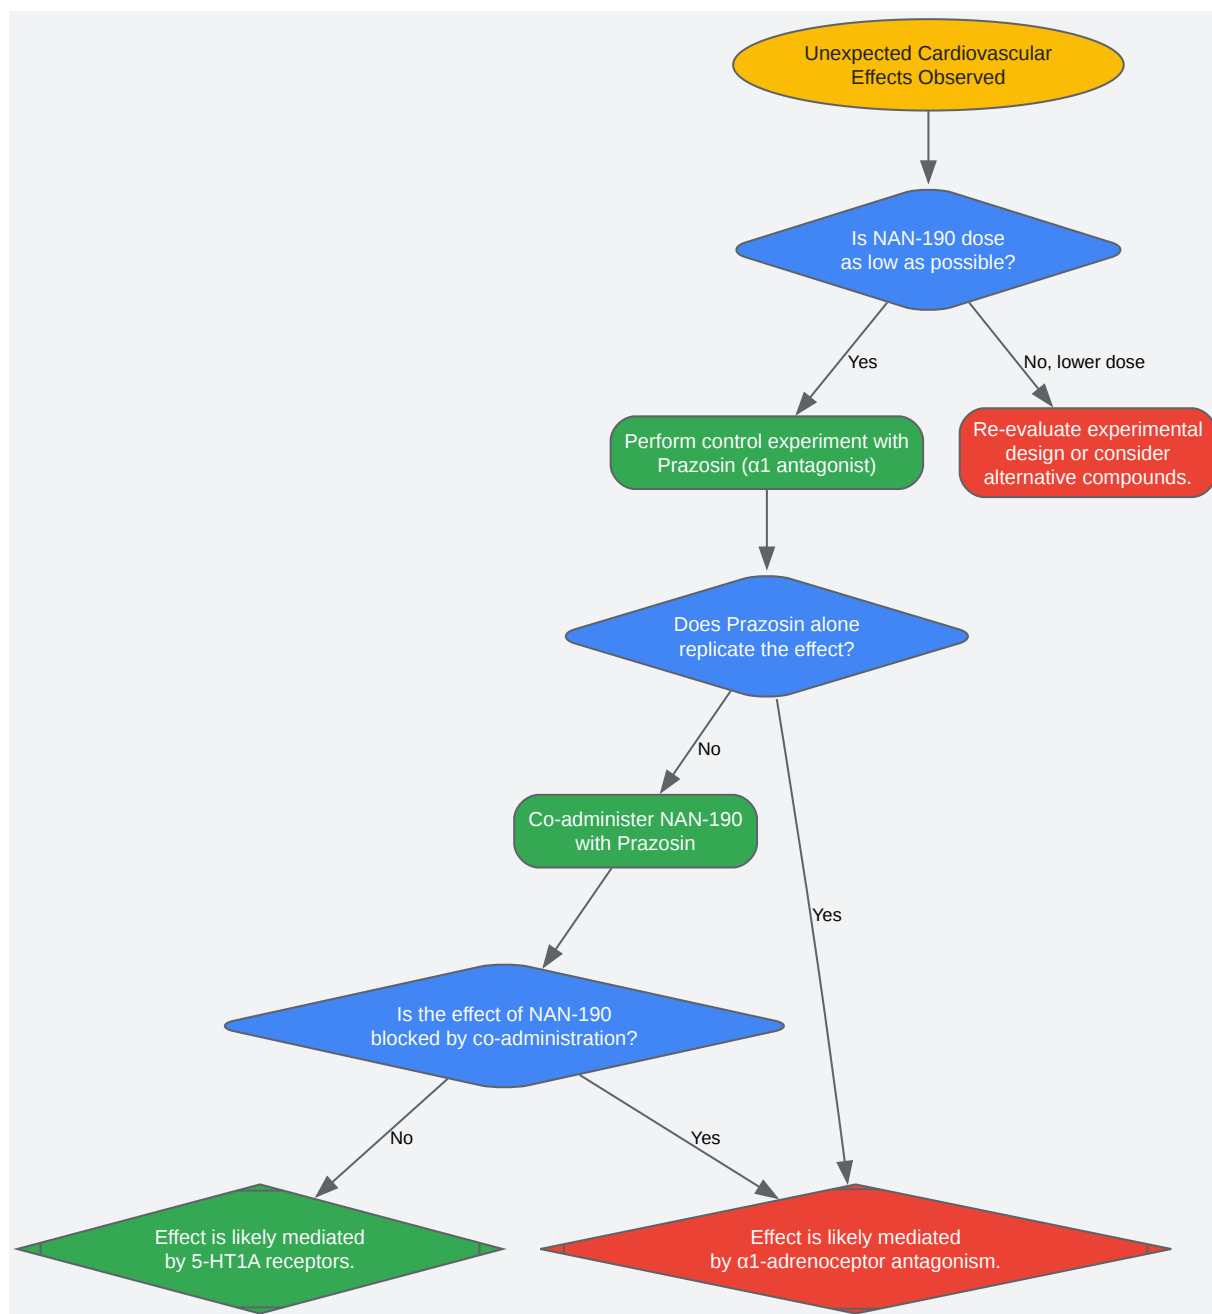 Unexpected Cardiovascular
Effects Observed
Is NAN-190 dose
as low as possible?
Yes
No, lower dose
Perform control experiment with
Prazosin (α1 antagonist)
Re-evaluate experimental
design or consider
alternative compounds.
Does Prazosin alone
replicate the effect?
No
Co-administer NAN-190
with Prazosin
Yes
Is the effect of NAN-190
blocked by co-administration?
No
Yes
Effect is likely mediated
by 5-HT1A receptors.
Effect is likely mediated
by α1-adrenoceptor antagonism.